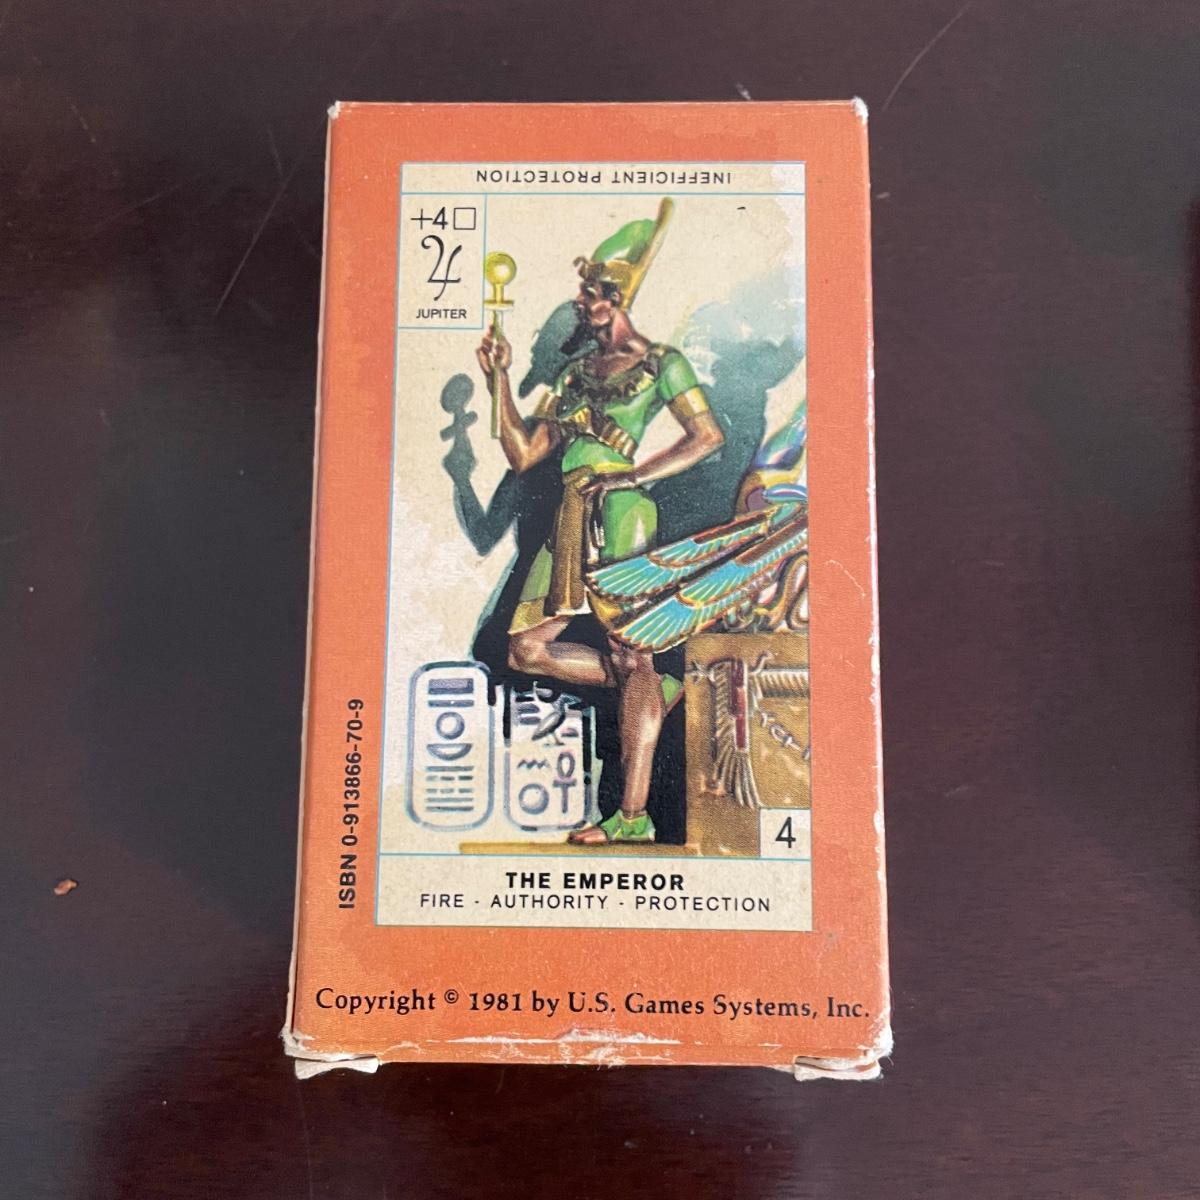 INEFFICIENT PROTECTION
+4□
♃
JUPITER
4
THE EMPEROR
FIRE - AUTHORITY - PROTECTION
ISBN 0-913866-70-9
Copyright © 1981 by U.S. Games Systems, Inc.